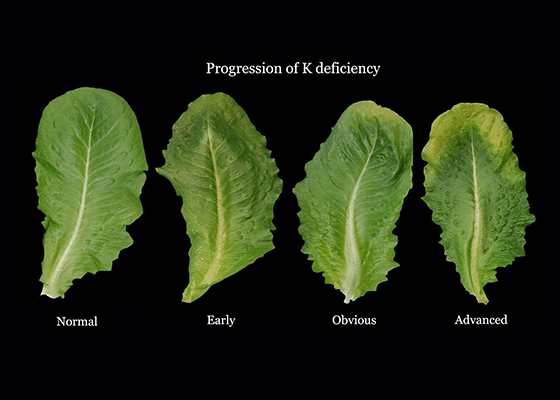 Progression of K deficiency
Normal
Early
Obvious
Advanced